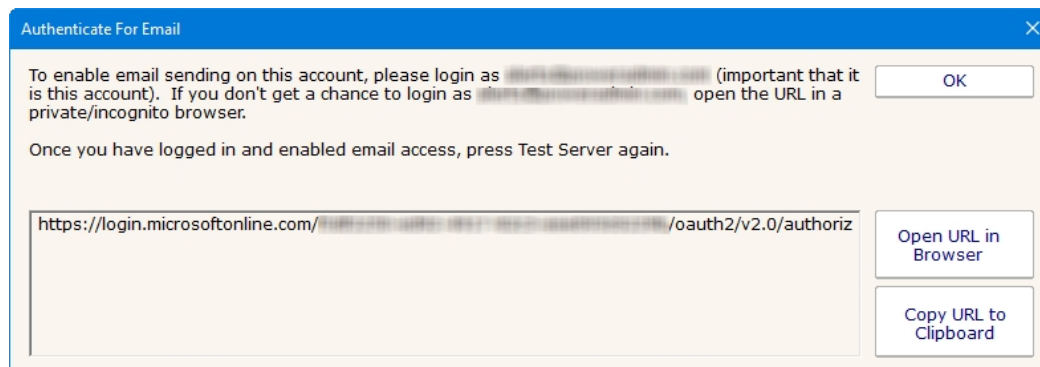 Authenticate For Email
To enable email sending on this account, please login as (important that it
is this account). If you don't get a chance to login as open the URL in a
private/incognito browser.
OK
Once you have logged in and enabled email access, press Test Server again.
https://login.microsoftonline.com/ /oauth2/v2.0/authoriz
Open URL in
Browser
Copy URL to
Clipboard